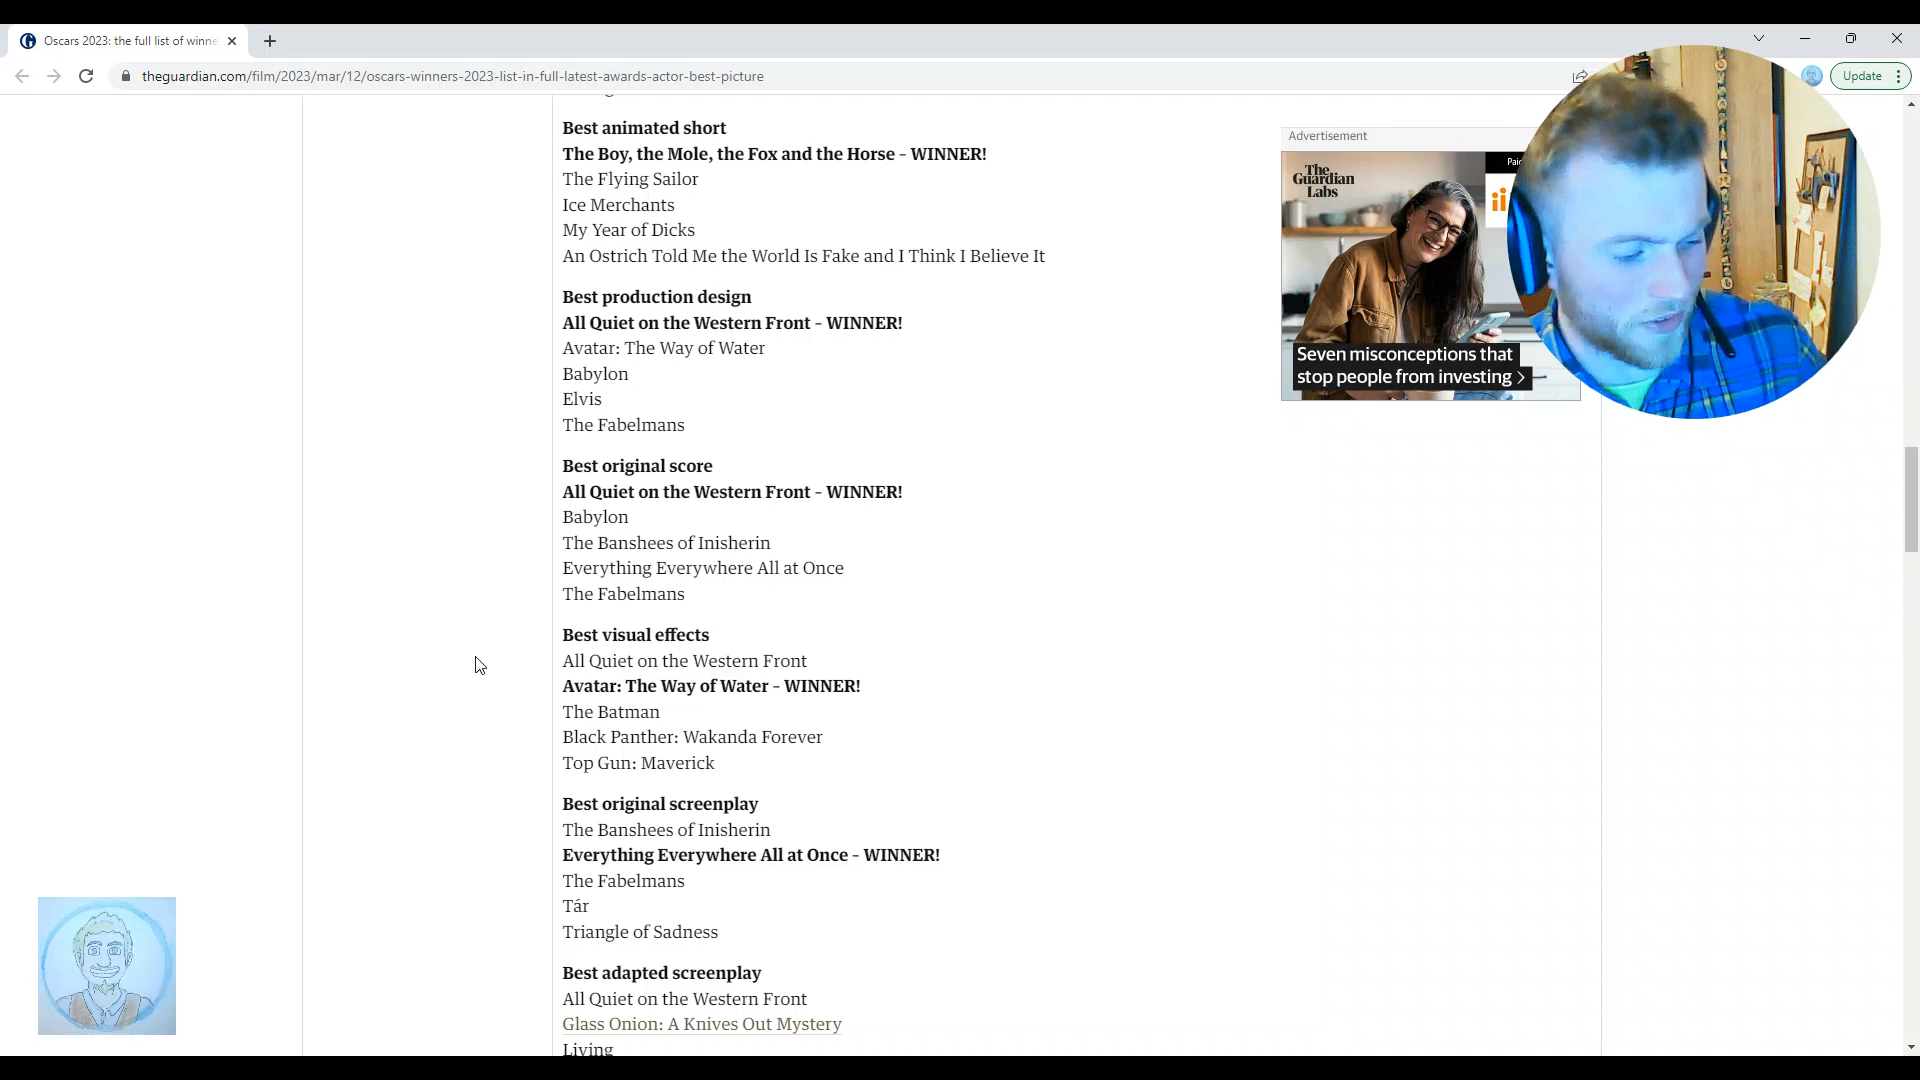 Oscars 2023: the full list of winne
theguardian.com/film/2023/mar/12/oscars-winners-2023-list-in-full-latest-awards-actor-best-picture
Update
Best animated short
The Boy, the Mole, the Fox and the Horse – WINNER!
The Flying Sailor
Ice Merchants
My Year of Dicks
An Ostrich Told Me the World Is Fake and I Think I Believe It
Best production design
All Quiet on the Western Front – WINNER!
Avatar: The Way of Water
Babylon
Elvis
The Fabelmans
Best original score
All Quiet on the Western Front – WINNER!
Babylon
The Banshees of Inisherin
Everything Everywhere All at Once
The Fabelmans
Best visual effects
All Quiet on the Western Front
Avatar: The Way of Water – WINNER!
The Batman
Black Panther: Wakanda Forever
Top Gun: Maverick
Best original screenplay
The Banshees of Inisherin
Everything Everywhere All at Once – WINNER!
The Fabelmans
Tár
Triangle of Sadness
Best adapted screenplay
All Quiet on the Western Front
Glass Onion: A Knives Out Mystery
Living
Advertisement
The
Guardian
Labs
ii
Seven misconceptions that
stop people from investing >